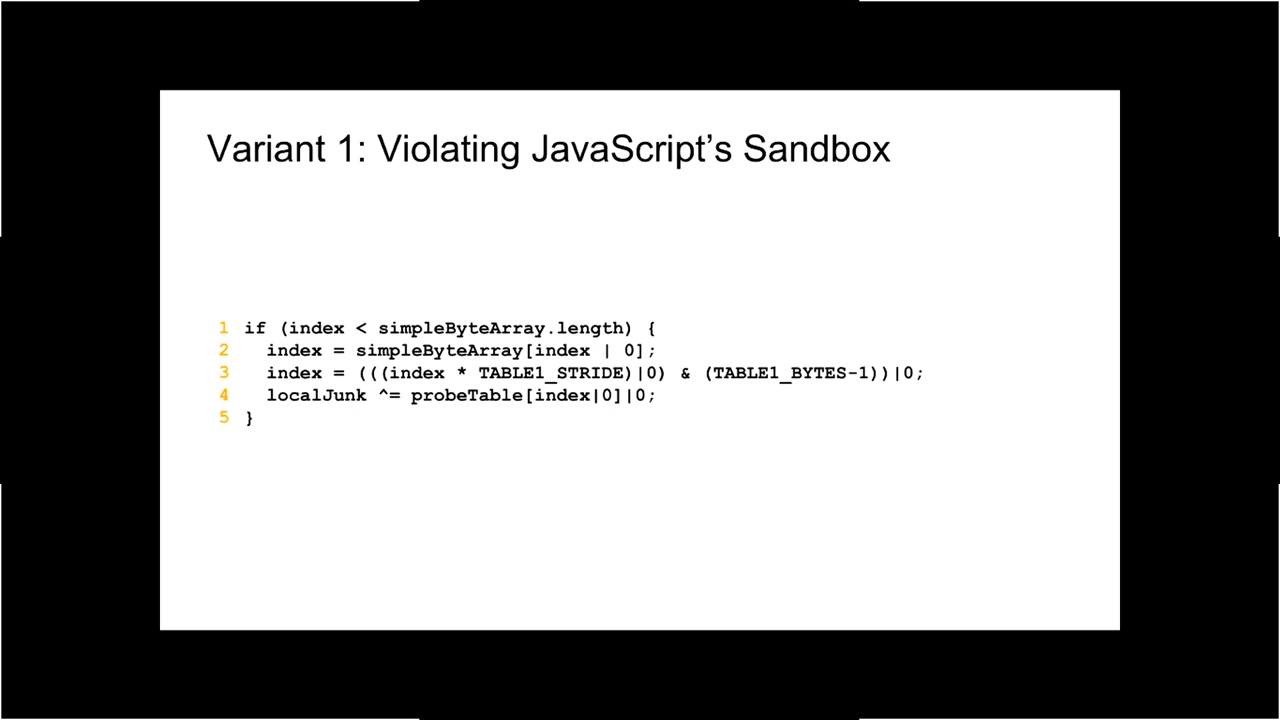 Variant 1: Violating JavaScript’s Sandbox
1 if (index < simpleByteArray.length) {
2   index = simpleByteArray[index | 0];
3   index = (((index * TABLE1_STRIDE)|0) & (TABLE1_BYTES-1))|0;
4   localJunk ^= probeTable[index|0]|0;
5 }